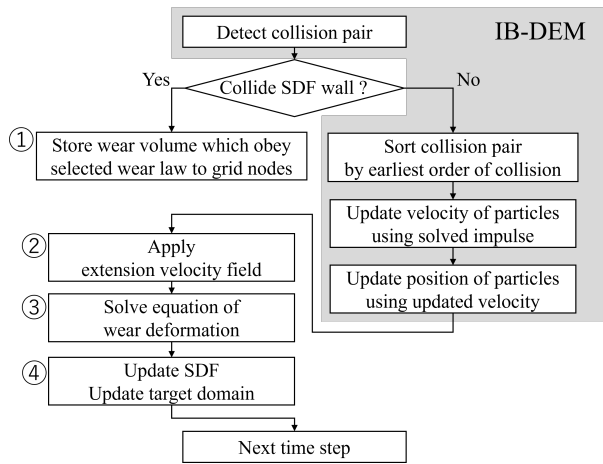 Detect collision pair
IB-DEM
Collide SDF wall ?
Yes
No
①
Store wear volume which obey
selected wear law to grid nodes
Sort collision pair
by earliest order of collision
Update velocity of particles
using solved impulse
Update position of particles
using updated velocity
②
Apply
extension velocity field
③
Solve equation of
wear deformation
④
Update SDF
Update target domain
Next time step